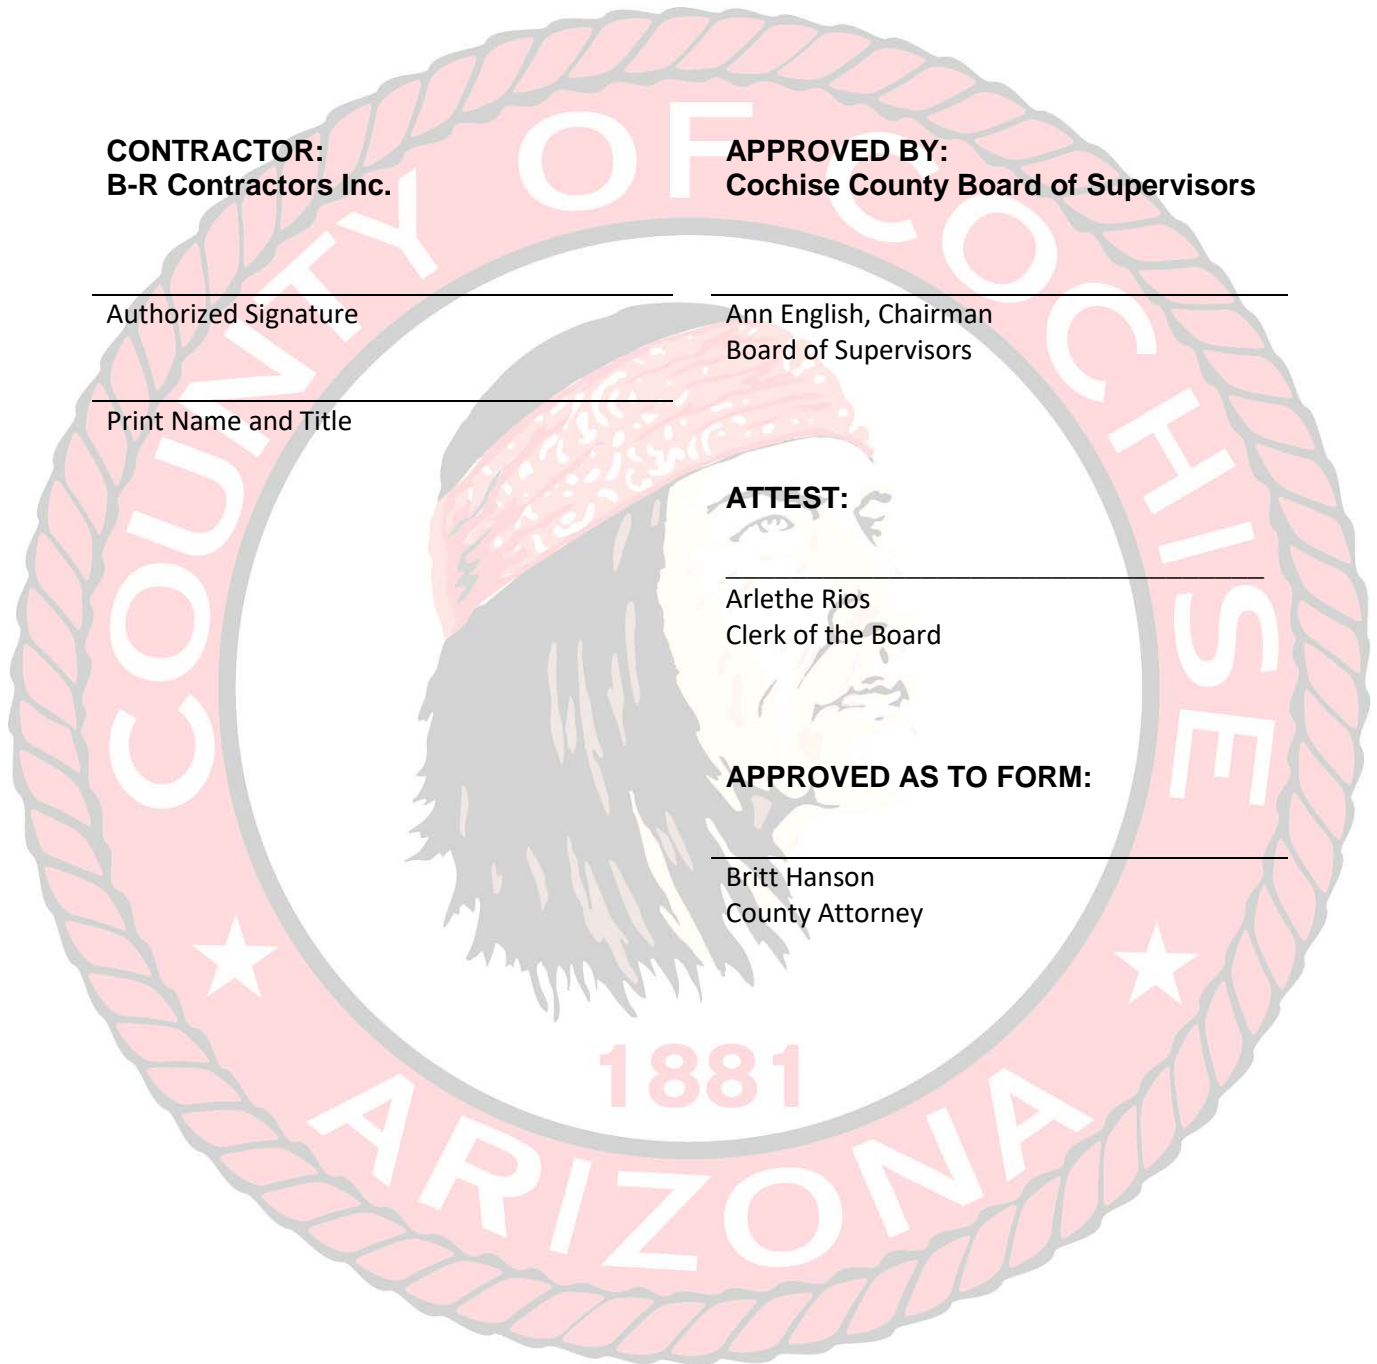 COUNTY OF COCHISE
CONTRACTOR:
B-R Contractors Inc.
Authorized Signature
Print Name and Title
APPROVED BY:
Cochise County Board of Supervisors
Ann English, Chairman
Board of Supervisors
ATTEST:
Arlethe Rios
Clerk of the Board
APPROVED AS TO FORM:
Britt Hanson
County Attorney
1881
ARIZONA